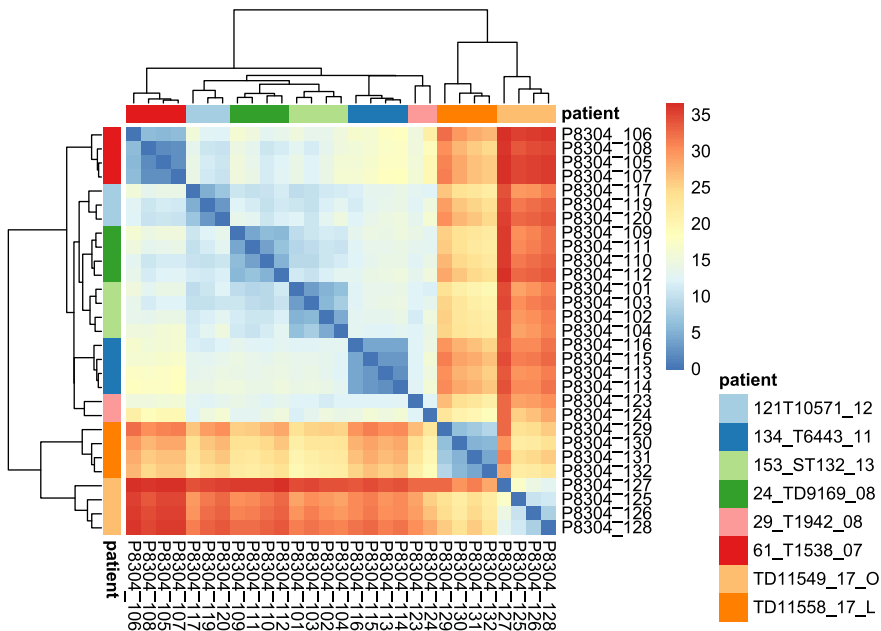 patient
P8304_106
P8304_108
P8304_105
P8304_107
P8304_117
P8304_119
P8304_120
P8304_109
P8304_111
P8304_110
P8304_112
P8304_101
P8304_103
P8304_102
P8304_104
P8304_116
P8304_115
P8304_113
P8304_114
P8304_123
P8304_124
P8304_129
P8304_130
P8304_131
P8304_132
P8304_127
P8304_125
P8304_126
P8304_128
35
30
25
20
15
10
5
0
patient
121T10571_12
134_T6443_11
153_ST132_13
24_TD9169_08
29_T1942_08
61_T1538_07
TD11549_17_O
TD11558_17_L
patient
P8304_106
P8304_108
P8304_105
P8304_107
P8304_117
P8304_119
P8304_120
P8304_109
P8304_111
P8304_110
P8304_112
P8304_101
P8304_103
P8304_102
P8304_104
P8304_116
P8304_115
P8304_113
P8304_114
P8304_123
P8304_124
P8304_129
P8304_130
P8304_131
P8304_132
P8304_127
P8304_125
P8304_126
P8304_128